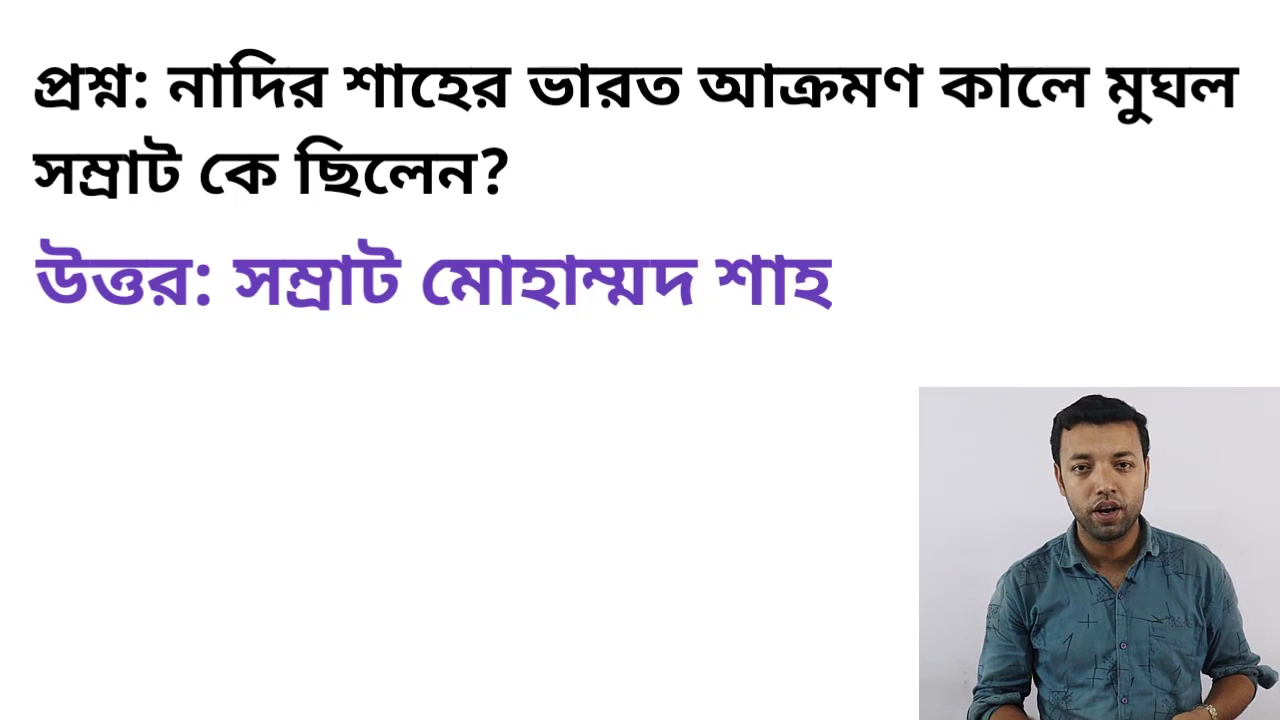 প্রশ্ন: নাদির শাহের ভারত আক্রমণ কালে মুঘল
সম্রাট কে ছিলেন?
উত্তর: সম্রাট মোহাম্মদ শাহ